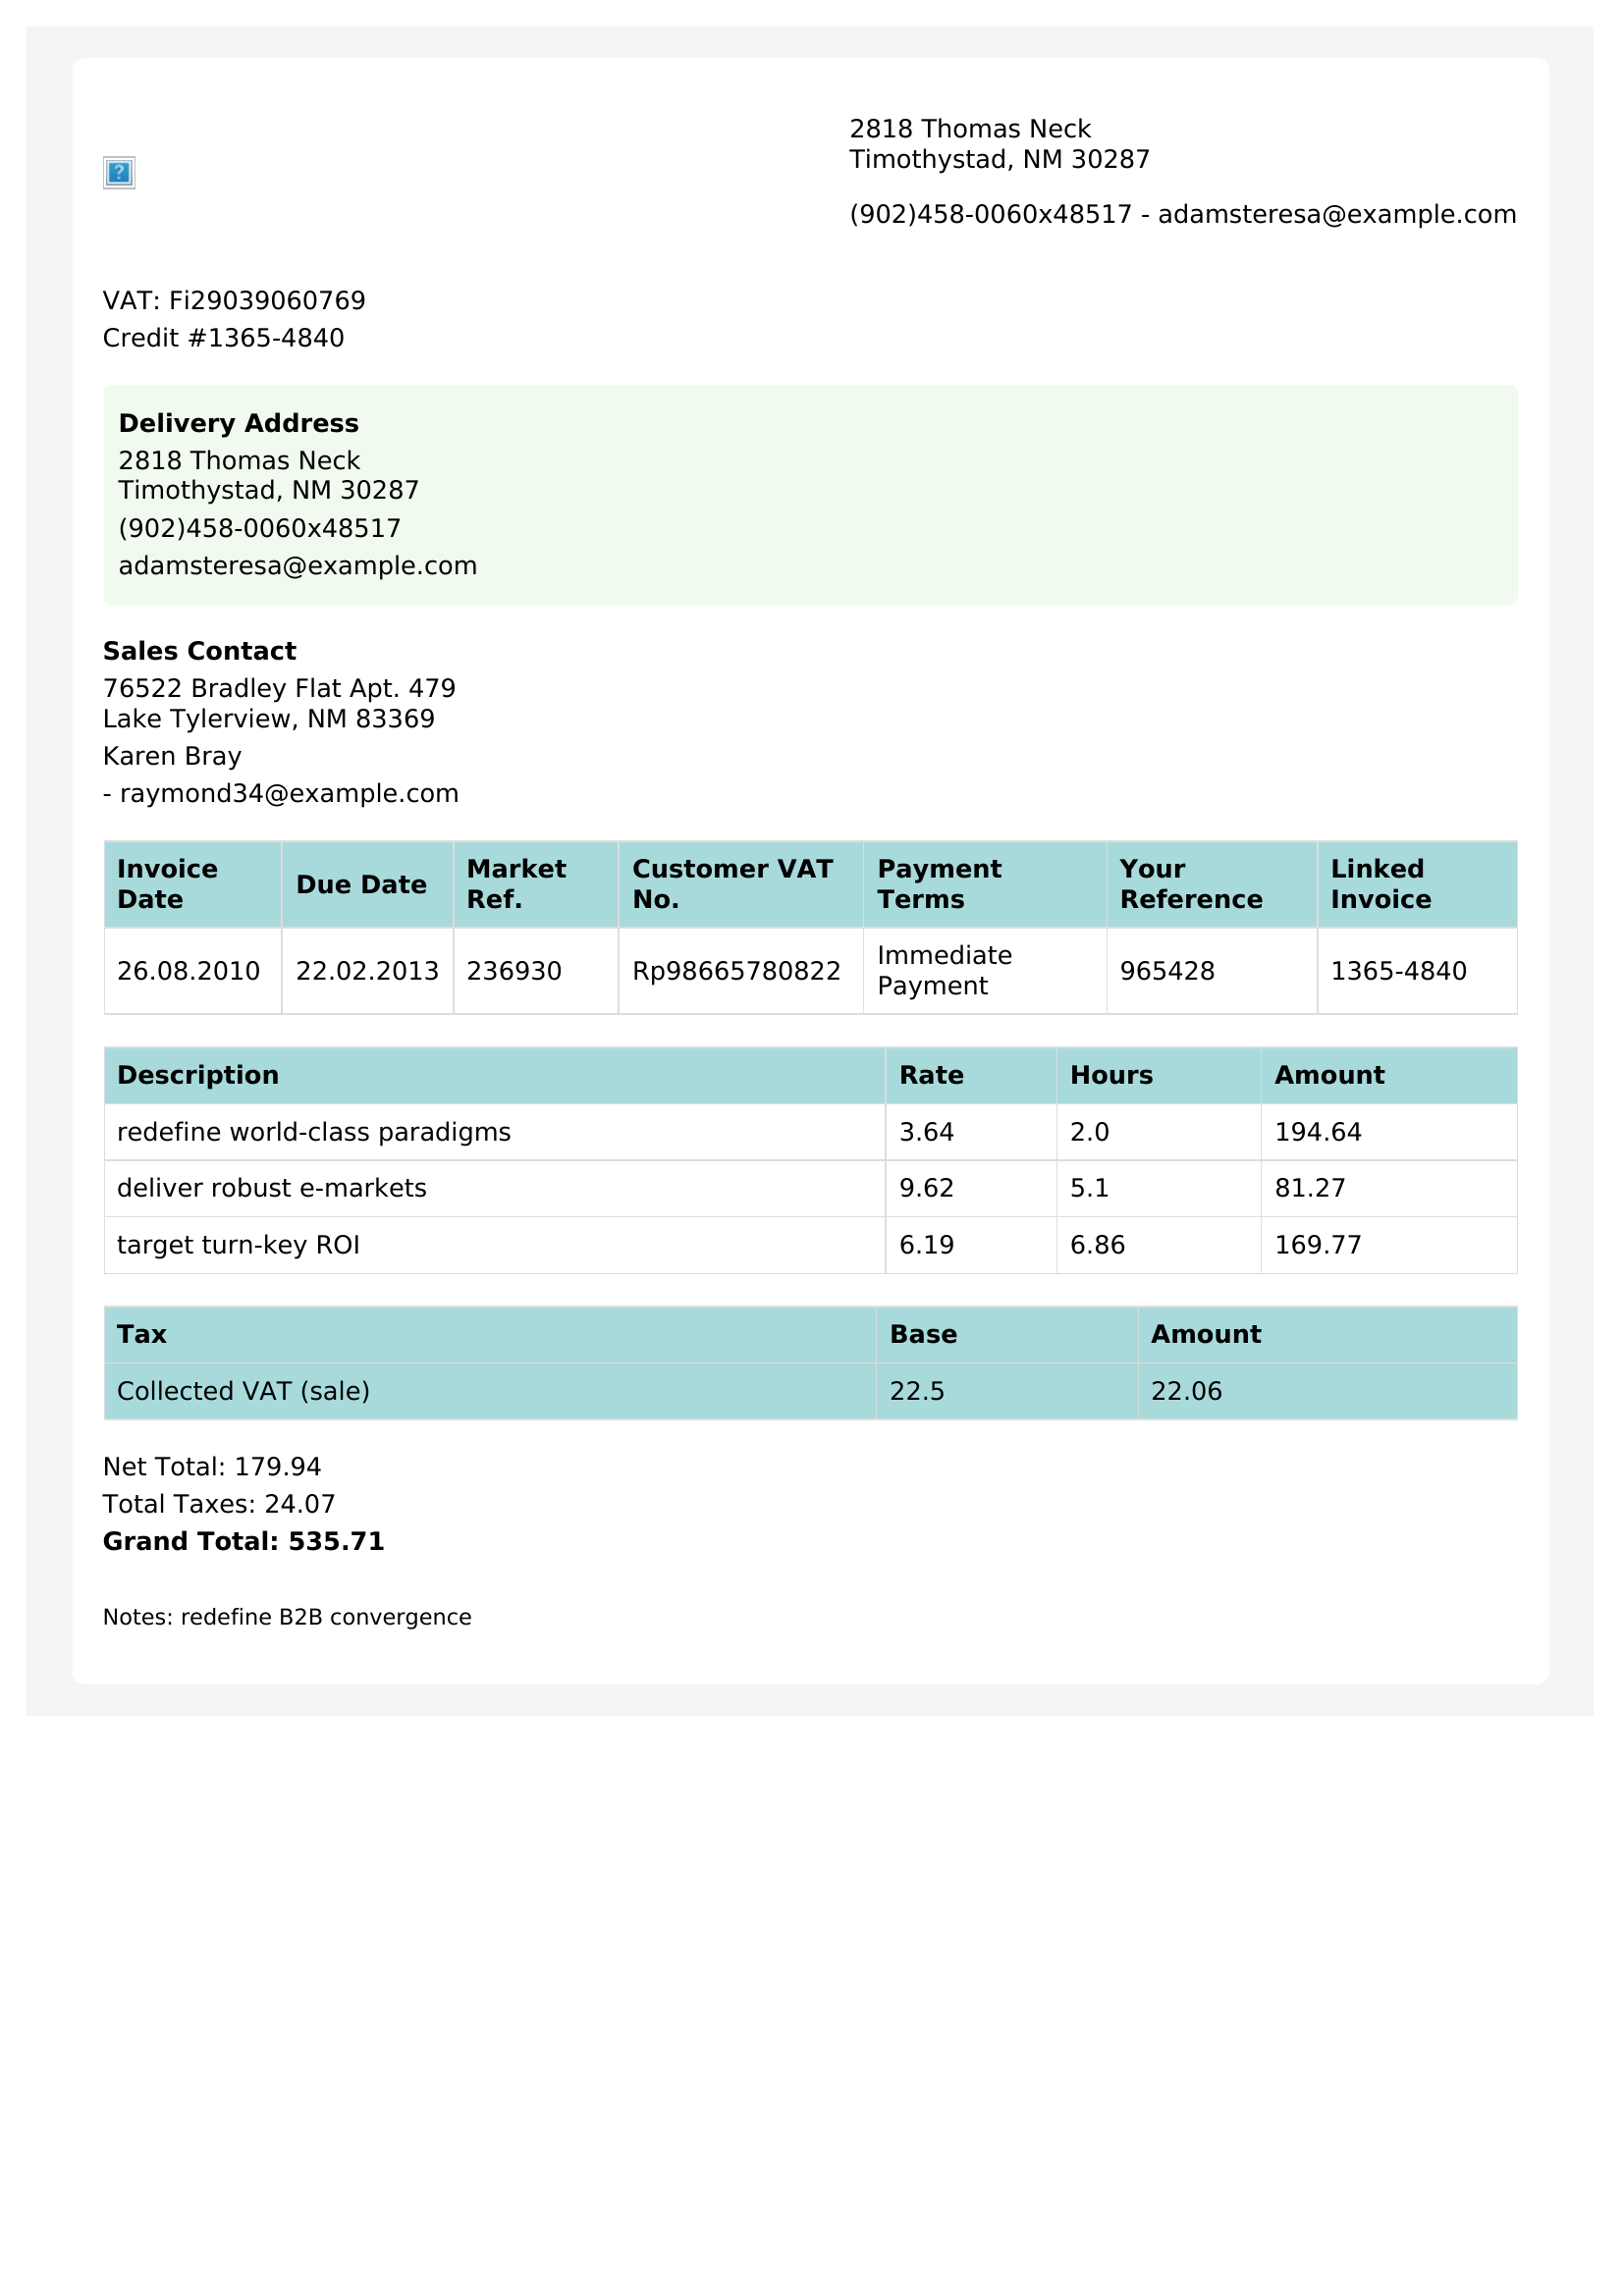 2818 Thomas Neck
Timothystad, NM 30287
(902)458-0060x48517 - adamsteresa@example.com
VAT: Fi29039060769
Credit #1365-4840
Delivery Address
2818 Thomas Neck
Timothystad, NM 30287
(902)458-0060x48517
adamsteresa@example.com
Sales Contact
76522 Bradley Flat Apt. 479
Lake Tylerview, NM 83369
Karen Bray
- raymond34@example.com
Invoice Date Due Date Market Ref. Customer VAT No. Payment Terms Your Reference Linked Invoice
26.08.2010 22.02.2013 236930 Rp98665780822 Immediate Payment 965428 1365-4840
Description Rate Hours Amount
redefine world-class paradigms 3.64 2.0 194.64
deliver robust e-markets 9.62 5.1 81.27
target turn-key ROI 6.19 6.86 169.77
Tax Base Amount
Collected VAT (sale) 22.5 22.06
Net Total: 179.94
Total Taxes: 24.07
Grand Total: 535.71
Notes: redefine B2B convergence